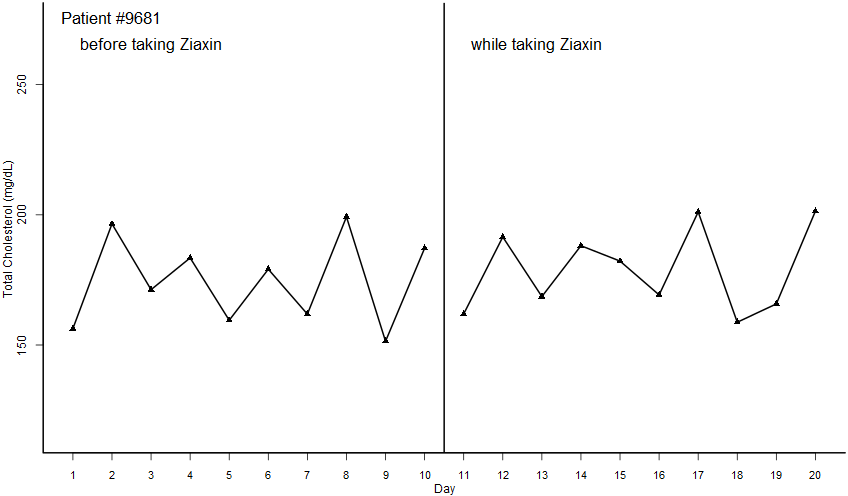 Patient #9681
before taking Ziaxin
while taking Ziaxin
Total Cholesterol (mg/dL)
250
200
150
1 2 3 4 5 6 7 8 9 10 11 12 13 14 15 16 17 18 19 20
Day